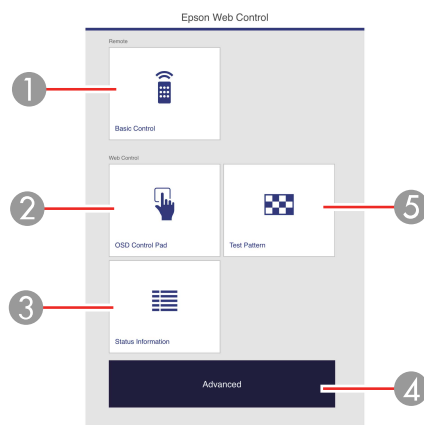 Epson Web Control
Remote
1
Basic Control
Web Control
2
OSD Control Pad
Test Pattern
5
3
Status Information
Advanced
4